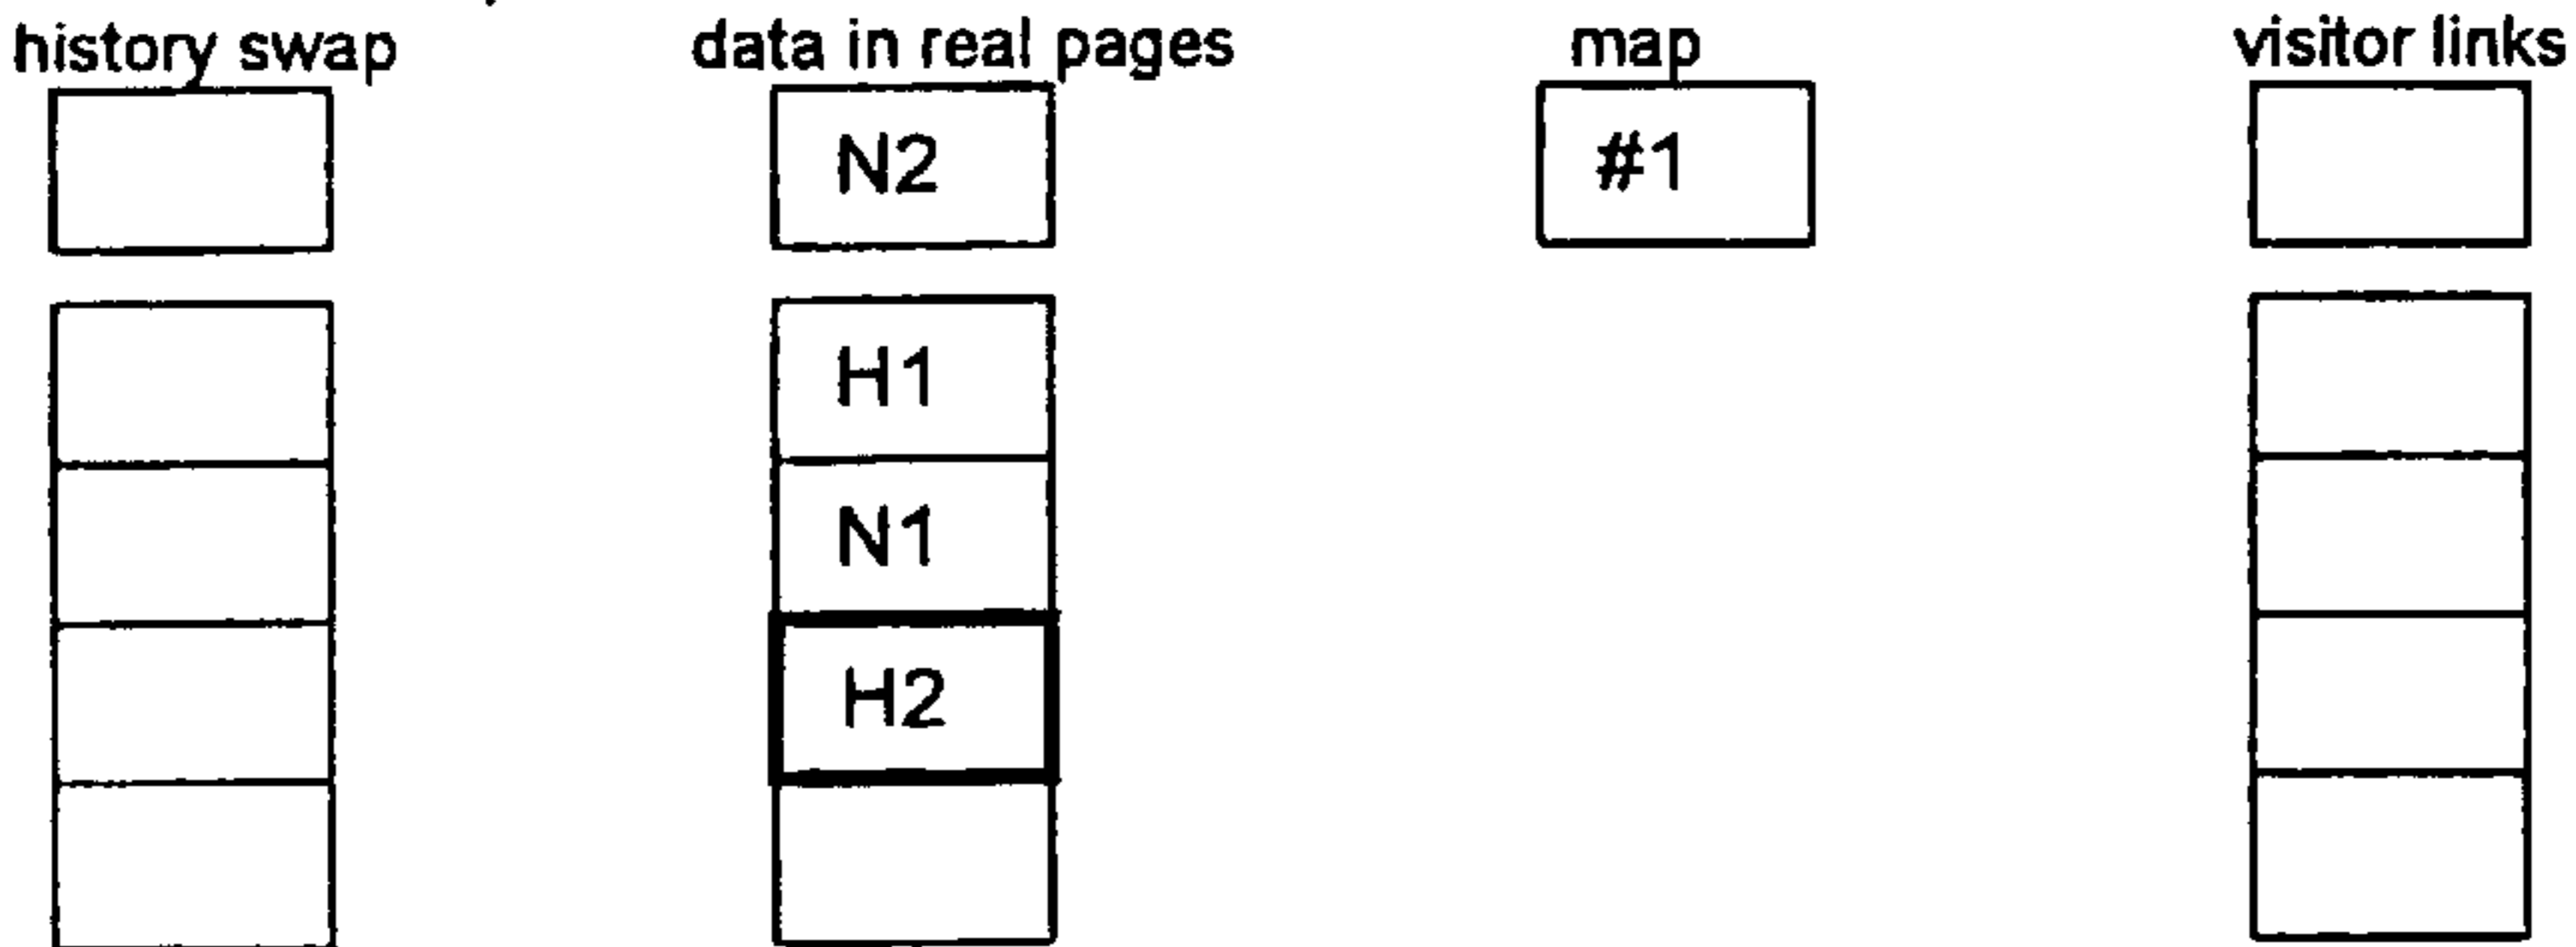 history swap data in real pages map visitor links
N2 #1
H1
N1
H2